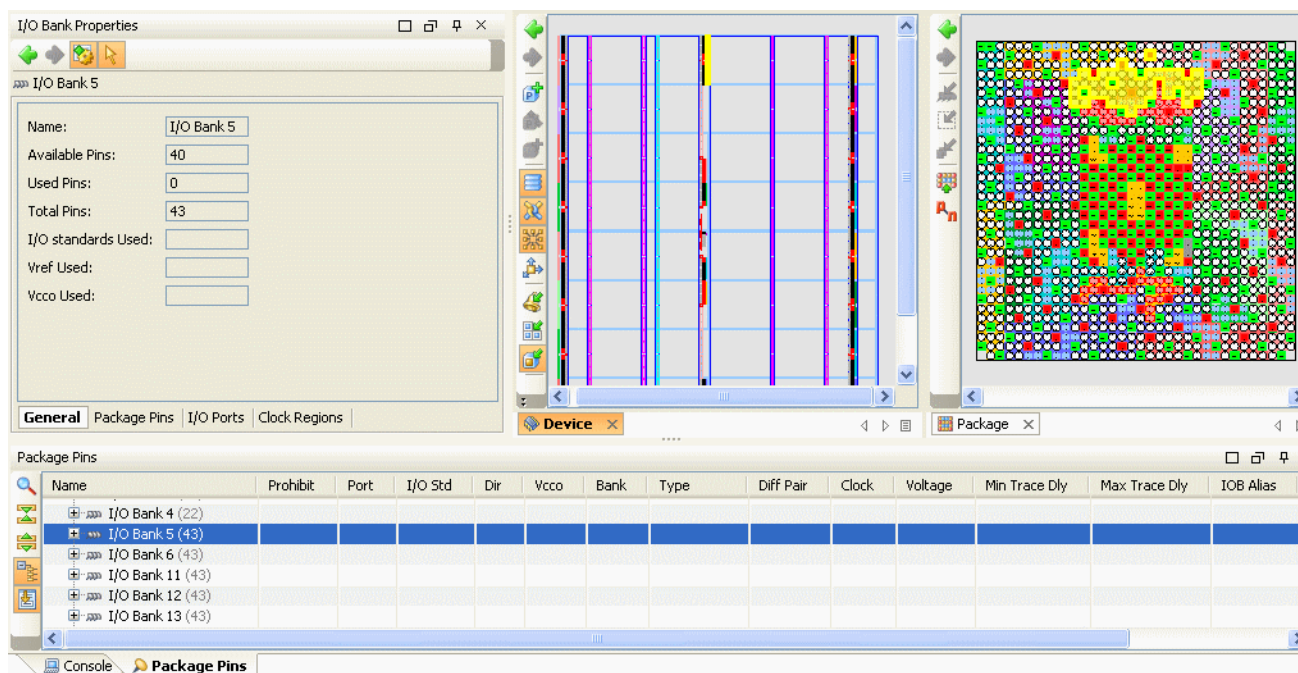 I/O Bank Properties
I/O Bank 5
Name: I/O Bank 5
Available Pins: 40
Used Pins: 0
Total Pins: 43
I/O standards Used:
Vref Used:
Vcco Used:
General Package Pins I/O Ports Clock Regions
Device
Package
Package Pins
Name Prohibit Port I/O Std Dir Vcco Bank Type Diff Pair Clock Voltage Min Trace Dly Max Trace Dly IOB Alias
I/O Bank 4 (22)
I/O Bank 5 (43)
I/O Bank 6 (43)
I/O Bank 11 (43)
I/O Bank 12 (43)
I/O Bank 13 (43)
Console Package Pins